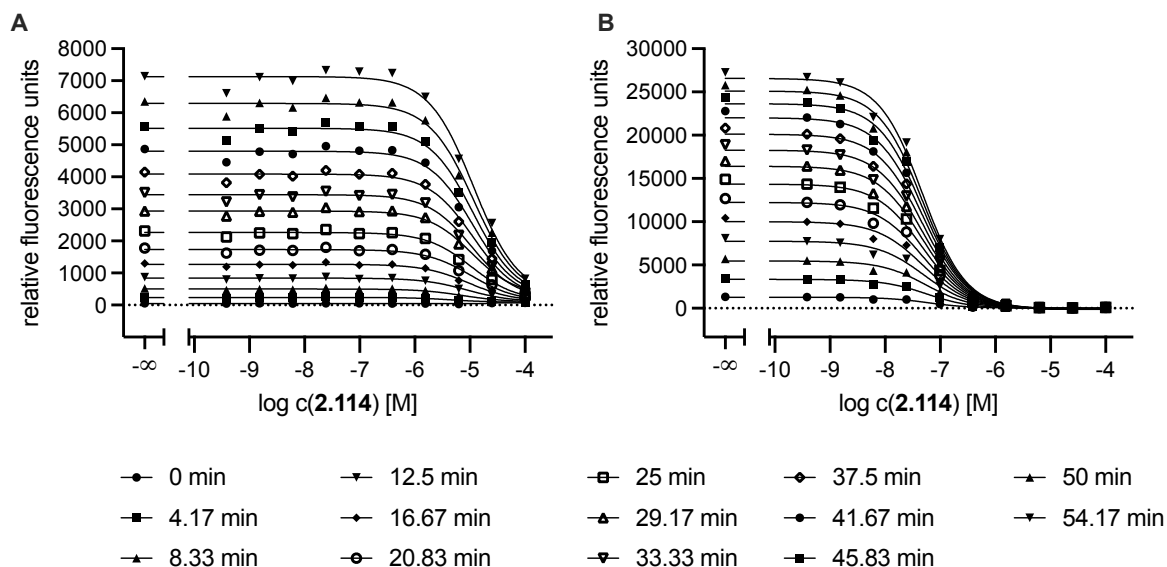 A
relative fluorescence units
8000
7000
6000
5000
4000
3000
2000
1000
0
-∞ -10 -9 -8 -7 -6 -5 -4
log c(2.114) [M]
B
relative fluorescence units
30000
25000
20000
15000
10000
5000
0
-∞ -10 -9 -8 -7 -6 -5 -4
log c(2.114) [M]
0 min 12.5 min 25 min 37.5 min 50 min
4.17 min 16.67 min 29.17 min 41.67 min 54.17 min
8.33 min 20.83 min 33.33 min 45.83 min